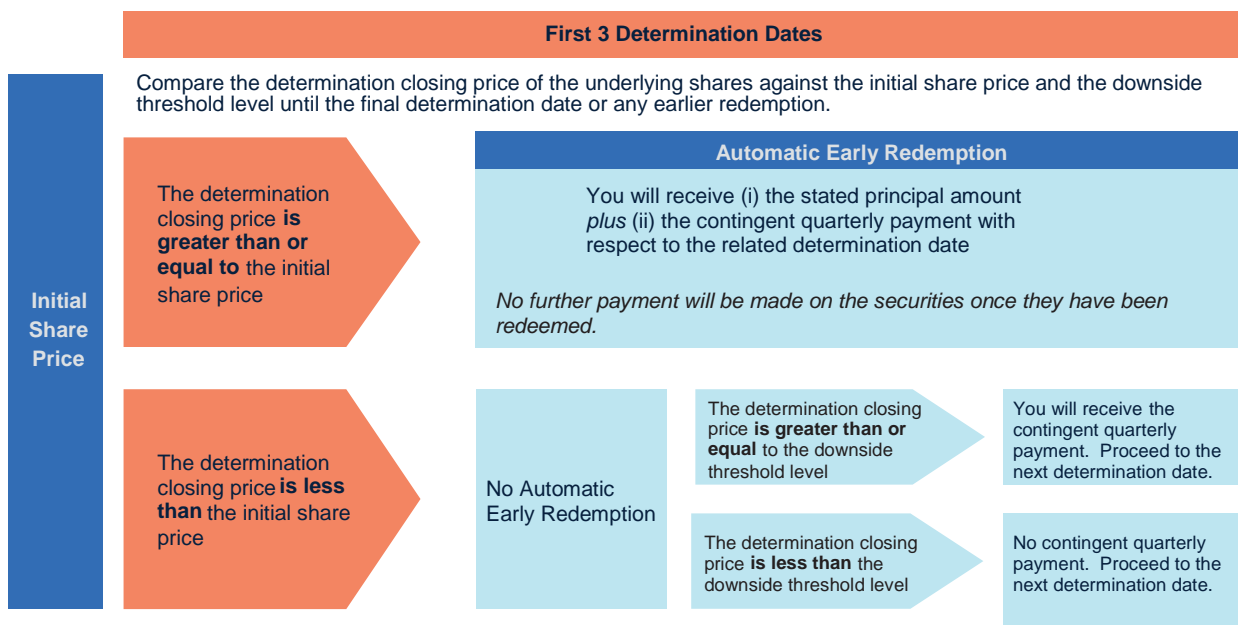 First 3 Determination Dates
Compare the determination closing price of the underlying shares against the initial share price and the downside
threshold level until the final determination date or any earlier redemption.
Initial
Share
Price
The determination
closing price is
greater than or
equal to the initial
share price
Automatic Early Redemption
You will receive (i) the stated principal amount
plus (ii) the contingent quarterly payment with
respect to the related determination date
No further payment will be made on the securities once they have been
redeemed.
The determination
closing price is less
than the initial share
price
No Automatic
Early Redemption
The determination closing
price is greater than or
equal to the downside
threshold level
You will receive the
contingent quarterly
payment. Proceed to the
next determination date.
The determination closing
price is less than the
downside threshold level
No contingent quarterly
payment. Proceed to the
next determination date.